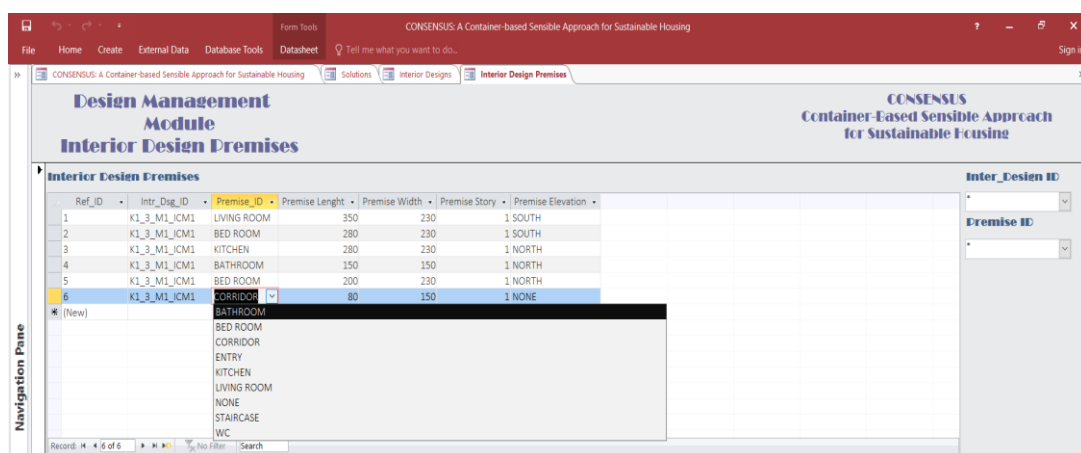 Form Tools CONSENSUS: A Container-based Sensible Approach for Sustainable Housing ?
File Home Create External Data Database Tools Datasheet Tell me what you want to do... Sign in
CONSENSUS: A Container-based Sensible Approach for Sustainable Housing Solutions Interior Designs Interior Design Premises
Design Management
Module
Interior Design Premises
CONSENSUS
Container-Based Sensible Approach
for Sustainable Housing
Interior Design Premises
Ref_ID Intr_Dsg_ID Premise_ID Premise Lenght Premise Width Premise Story Premise Elevation
1 K1_3_M1_ICM1 LIVING ROOM 350 230 1 SOUTH
2 K1_3_M1_ICM1 BED ROOM 280 230 1 SOUTH
3 K1_3_M1_ICM1 KITCHEN 280 230 1 NORTH
4 K1_3_M1_ICM1 BATHROOM 150 150 1 NORTH
5 K1_3_M1_ICM1 BED ROOM 200 230 1 NORTH
6 K1_3_M1_ICM1 CORRIDOR 80 150 1 NONE
(New)
BATHROOM
BED ROOM
CORRIDOR
ENTRY
KITCHEN
LIVING ROOM
NONE
STAIRCASE
WC
Inter_Design ID
*
Premise ID
*
Navigation Pane
Record: 6 of 6 No Filter Search